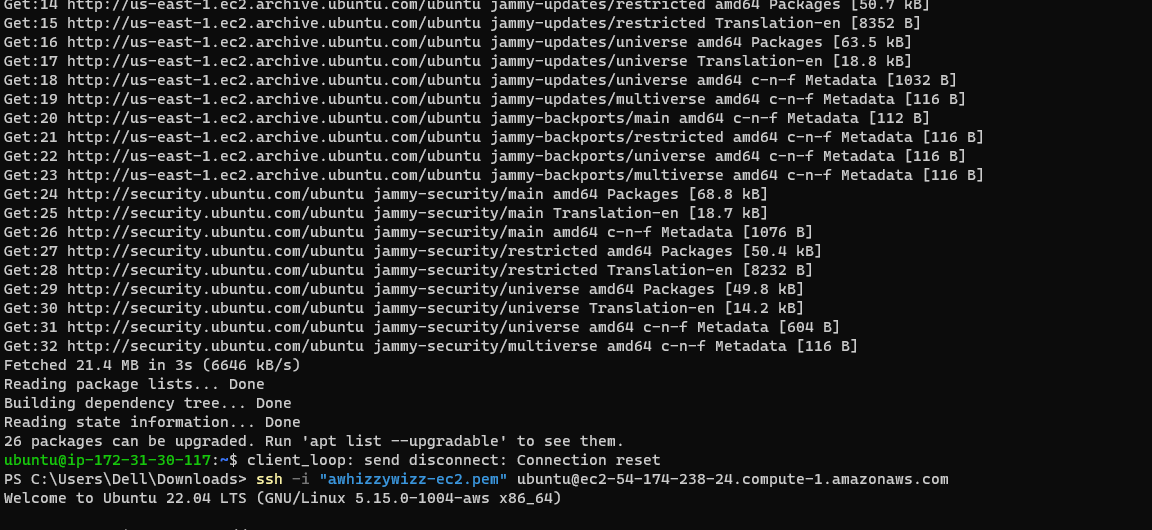 Get:14 http://us-east-1.ec2.archive.ubuntu.com/ubuntu jammy-updates/restricted amd64 Packages [50.7 kB]
Get:15 http://us-east-1.ec2.archive.ubuntu.com/ubuntu jammy-updates/restricted Translation-en [8352 B]
Get:16 http://us-east-1.ec2.archive.ubuntu.com/ubuntu jammy-updates/universe amd64 Packages [63.5 kB]
Get:17 http://us-east-1.ec2.archive.ubuntu.com/ubuntu jammy-updates/universe Translation-en [18.8 kB]
Get:18 http://us-east-1.ec2.archive.ubuntu.com/ubuntu jammy-updates/universe amd64 c-n-f Metadata [1032 B]
Get:19 http://us-east-1.ec2.archive.ubuntu.com/ubuntu jammy-updates/multiverse amd64 c-n-f Metadata [116 B]
Get:20 http://us-east-1.ec2.archive.ubuntu.com/ubuntu jammy-backports/main amd64 c-n-f Metadata [112 B]
Get:21 http://us-east-1.ec2.archive.ubuntu.com/ubuntu jammy-backports/restricted amd64 c-n-f Metadata [116 B]
Get:22 http://us-east-1.ec2.archive.ubuntu.com/ubuntu jammy-backports/universe amd64 c-n-f Metadata [116 B]
Get:23 http://us-east-1.ec2.archive.ubuntu.com/ubuntu jammy-backports/multiverse amd64 c-n-f Metadata [116 B]
Get:24 http://security.ubuntu.com/ubuntu jammy-security/main amd64 Packages [68.8 kB]
Get:25 http://security.ubuntu.com/ubuntu jammy-security/main Translation-en [18.7 kB]
Get:26 http://security.ubuntu.com/ubuntu jammy-security/main amd64 c-n-f Metadata [1076 B]
Get:27 http://security.ubuntu.com/ubuntu jammy-security/restricted amd64 Packages [50.4 kB]
Get:28 http://security.ubuntu.com/ubuntu jammy-security/restricted Translation-en [8232 B]
Get:29 http://security.ubuntu.com/ubuntu jammy-security/universe amd64 Packages [49.8 kB]
Get:30 http://security.ubuntu.com/ubuntu jammy-security/universe Translation-en [14.2 kB]
Get:31 http://security.ubuntu.com/ubuntu jammy-security/universe amd64 c-n-f Metadata [604 B]
Get:32 http://security.ubuntu.com/ubuntu jammy-security/multiverse amd64 c-n-f Metadata [116 B]
Fetched 21.4 MB in 3s (6646 kB/s)
Reading package lists... Done
Building dependency tree... Done
Reading state information... Done
26 packages can be upgraded. Run 'apt list --upgradable' to see them.
ubuntu@ip-172-31-30-117:~$ client_loop: send disconnect: Connection reset
PS C:\Users\Dell\Downloads> ssh -i "awhizzywizz-ec2.pem" ubuntu@ec2-54-174-238-24.compute-1.amazonaws.com
Welcome to Ubuntu 22.04 LTS (GNU/Linux 5.15.0-1004-aws x86_64)